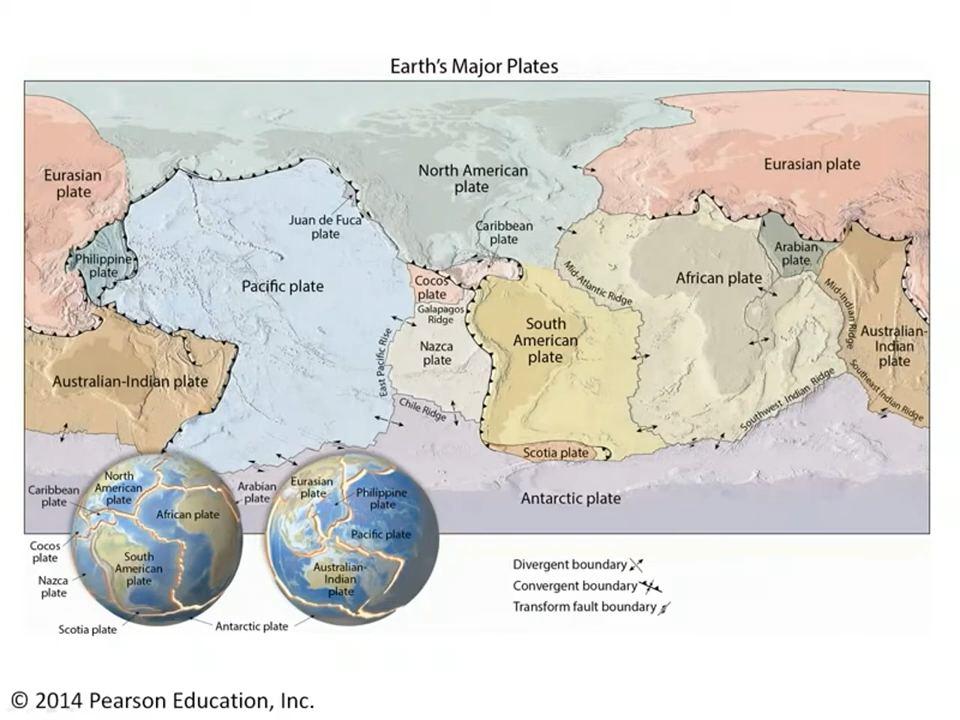 Earth's Major Plates
Eurasian
plate
North American
plate
Eurasian plate
Juan de Fuca
plate
Caribbean
plate
Philippine
plate
Arabian
plate
Pacific plate
Cocos
plate
Mid-Atlantic Ridge
African plate
Mid-Indian Ridge
Galapagos
Ridge
East Pacific Rise
Nazca
plate
South
American
plate
Australian-
Indian
plate
Australian-Indian plate
Chile Ridge
Southwest Indian Ridge
Southeast Indian Ridge
Scotia plate
Antarctic plate
North
American
plate
Caribbean
plate
African plate
Arabian
plate
Cocos
plate
South
American
plate
Nazca
plate
Scotia plate
Eurasian
plate
Philippine
plate
Pacific plate
Australian-
Indian
plate
Antarctic plate
Divergent boundary
Convergent boundary
Transform fault boundary
© 2014 Pearson Education, Inc.